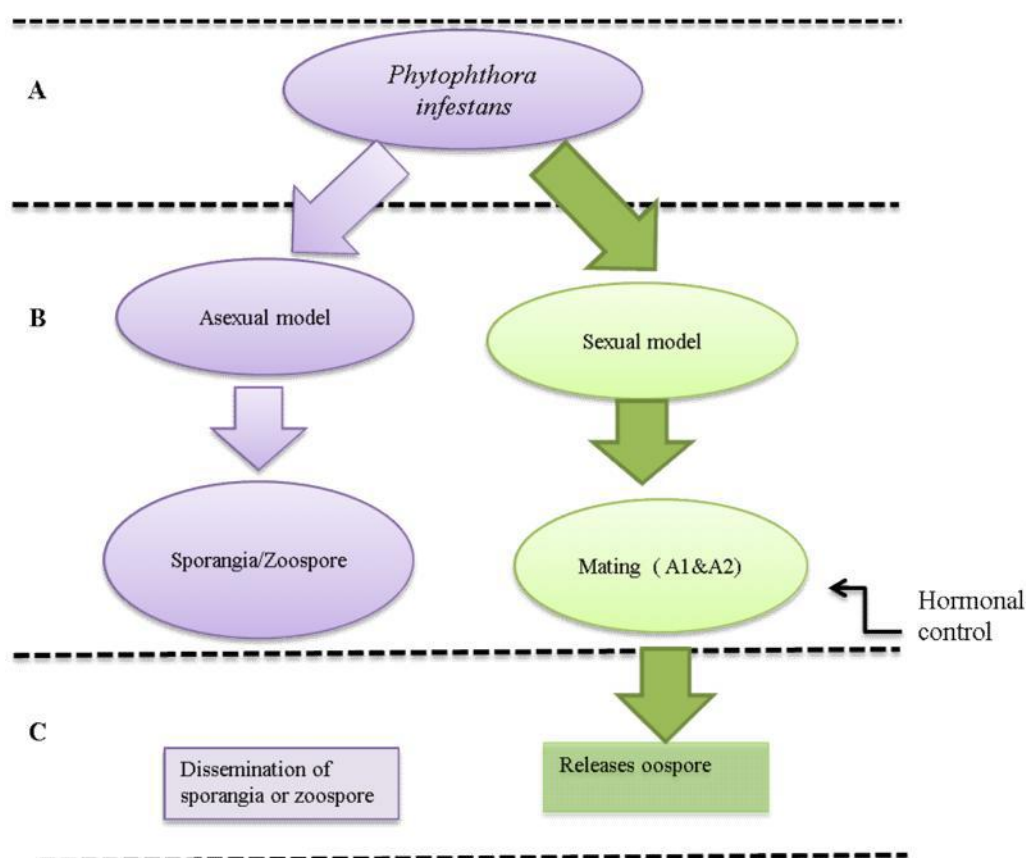 A
Phytophthora
infestans
B
Asexual model
Sexual model
Sporangia/Zoospore
Mating ( A1&A2)
Hormonal
control
C
Dissemination of
sporangia or zoospore
Releases oospore